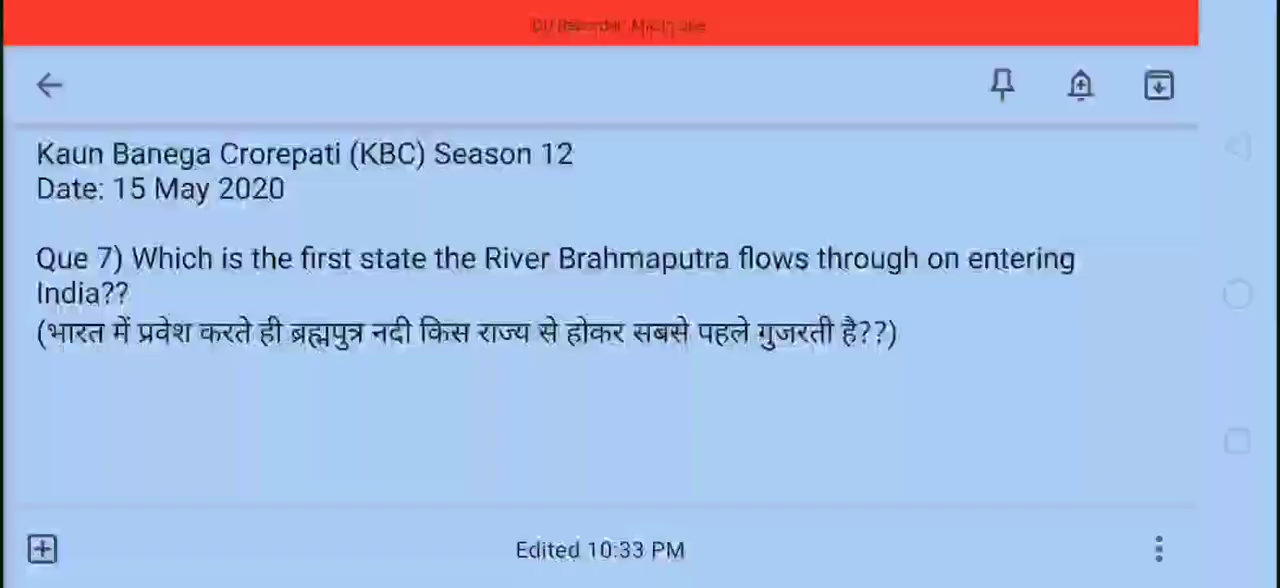 Kaun Banega Crorepati (KBC) Season 12
Date: 15 May 2020
Que 7) Which is the first state the River Brahmaputra flows through on entering
India??
(भारत में प्रवेश करते ही ब्रह्मपुत्र नदी किस राज्य से होकर सबसे पहले गुजरती है??)
Edited 10:33 PM